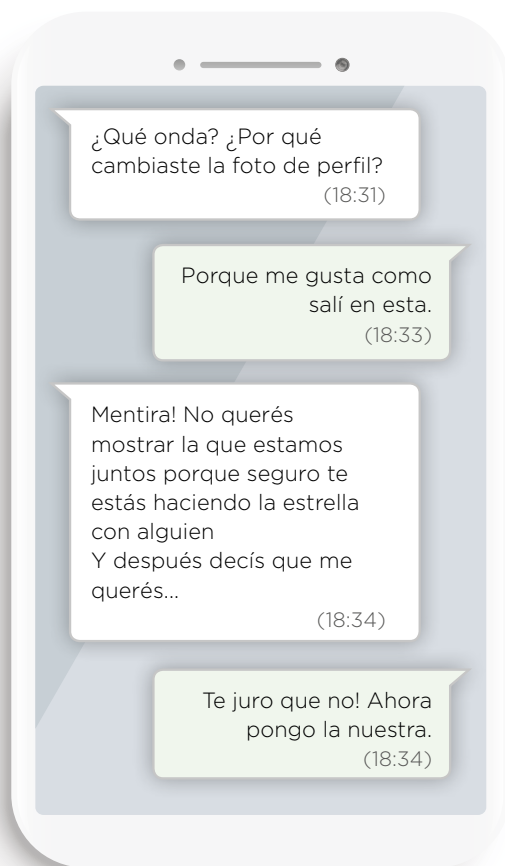 ¿Qué onda? ¿Por qué
cambiaste la foto de perfil?
(18:31)
Porque me gusta como
salí en esta.
(18:33)
Mentira! No querés
mostrar la que estamos
juntos porque seguro te
estás haciendo la estrella
con alguien
Y después decís que me
querés...
(18:34)
Te juro que no! Ahora
pongo la nuestra.
(18:34)